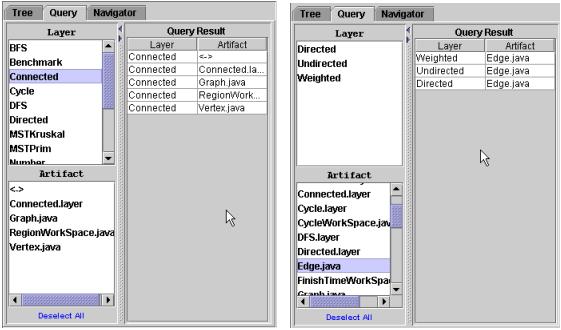 Tree Query Navigator
Layer
BFS
Benchmark
Connected
Cycle
DFS
Directed
MSTKruskal
MSTPrim
Number
Artifact
<->
Connected.layer
Graph.java
RegionWorkSpace.java
Vertex.java
Deselect All
Query Result
Layer Artifact
Connected <->
Connected Connected.la...
Connected Graph.java
Connected RegionWork...
Connected Vertex.java
Tree Query Navigator
Layer
Directed
Undirected
Weighted
Artifact
Connected.layer
Cycle.layer
CycleWorkSpace.jav
DFS.layer
Directed.layer
Edge.java
FinishTimeWorkSpa
Graph.java
Deselect All
Query Result
Layer Artifact
Weighted Edge.java
Undirected Edge.java
Directed Edge.java